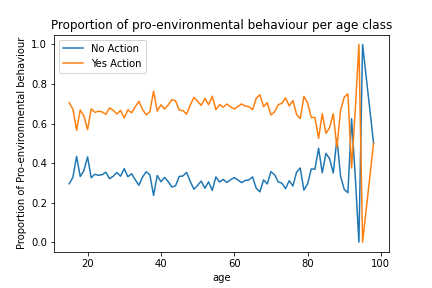 Proportion of pro-environmental behaviour per age class
No Action
Yes Action
Proportion of Pro-environmental behaviour
1.0
0.8
0.6
0.4
0.2
0.0
20
40
60
80
100
age